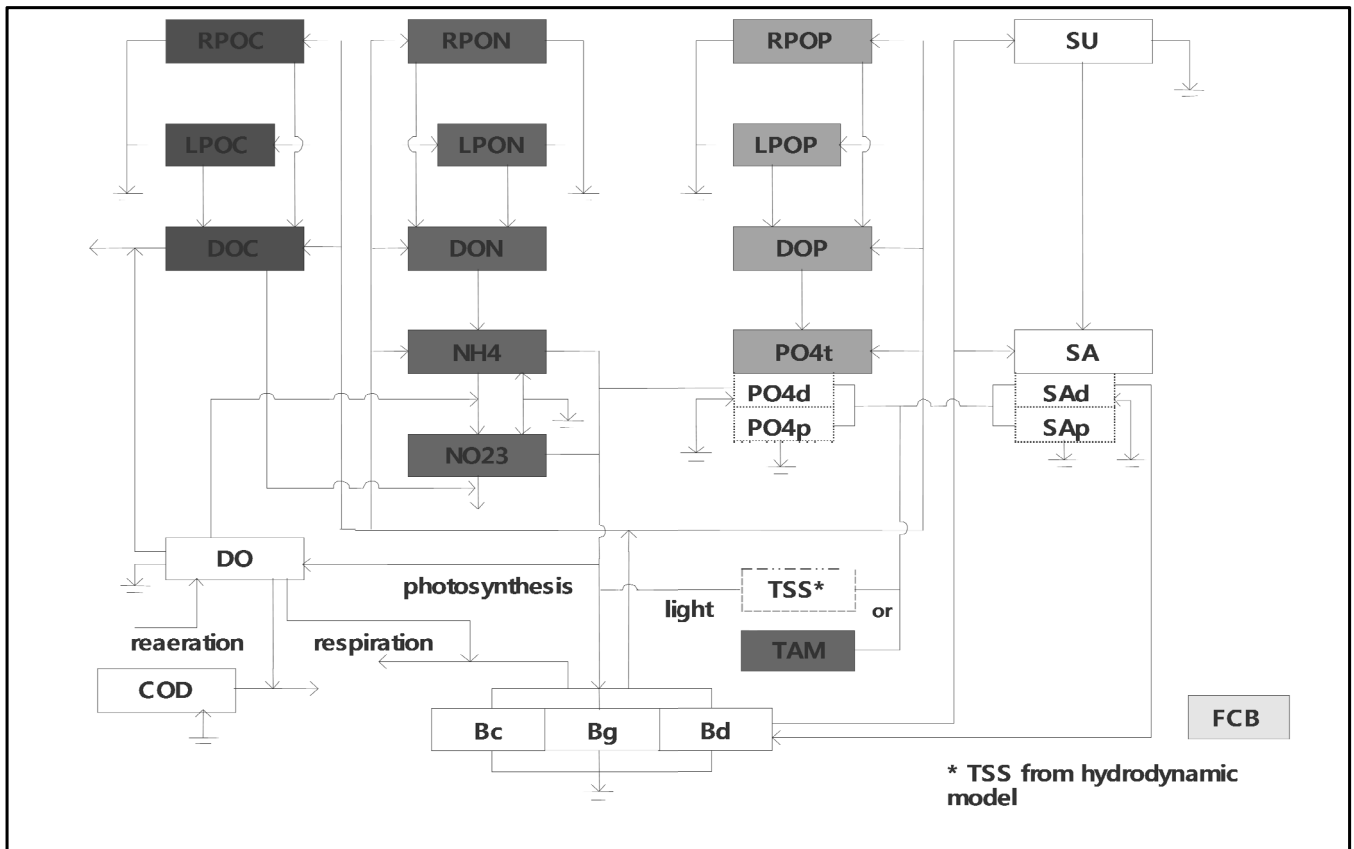 RPOC
RPON
RPOP
SU
LPOC
LPON
LPOP
DOC
DON
DOP
NH4
PO4t
SA
PO4d
SAd
PO4p
SAp
NO23
DO
photosynthesis
TSS*
light
or
reaeration
respiration
TAM
COD
Bc
Bg
Bd
FCB
* TSS from hydrodynamic
model